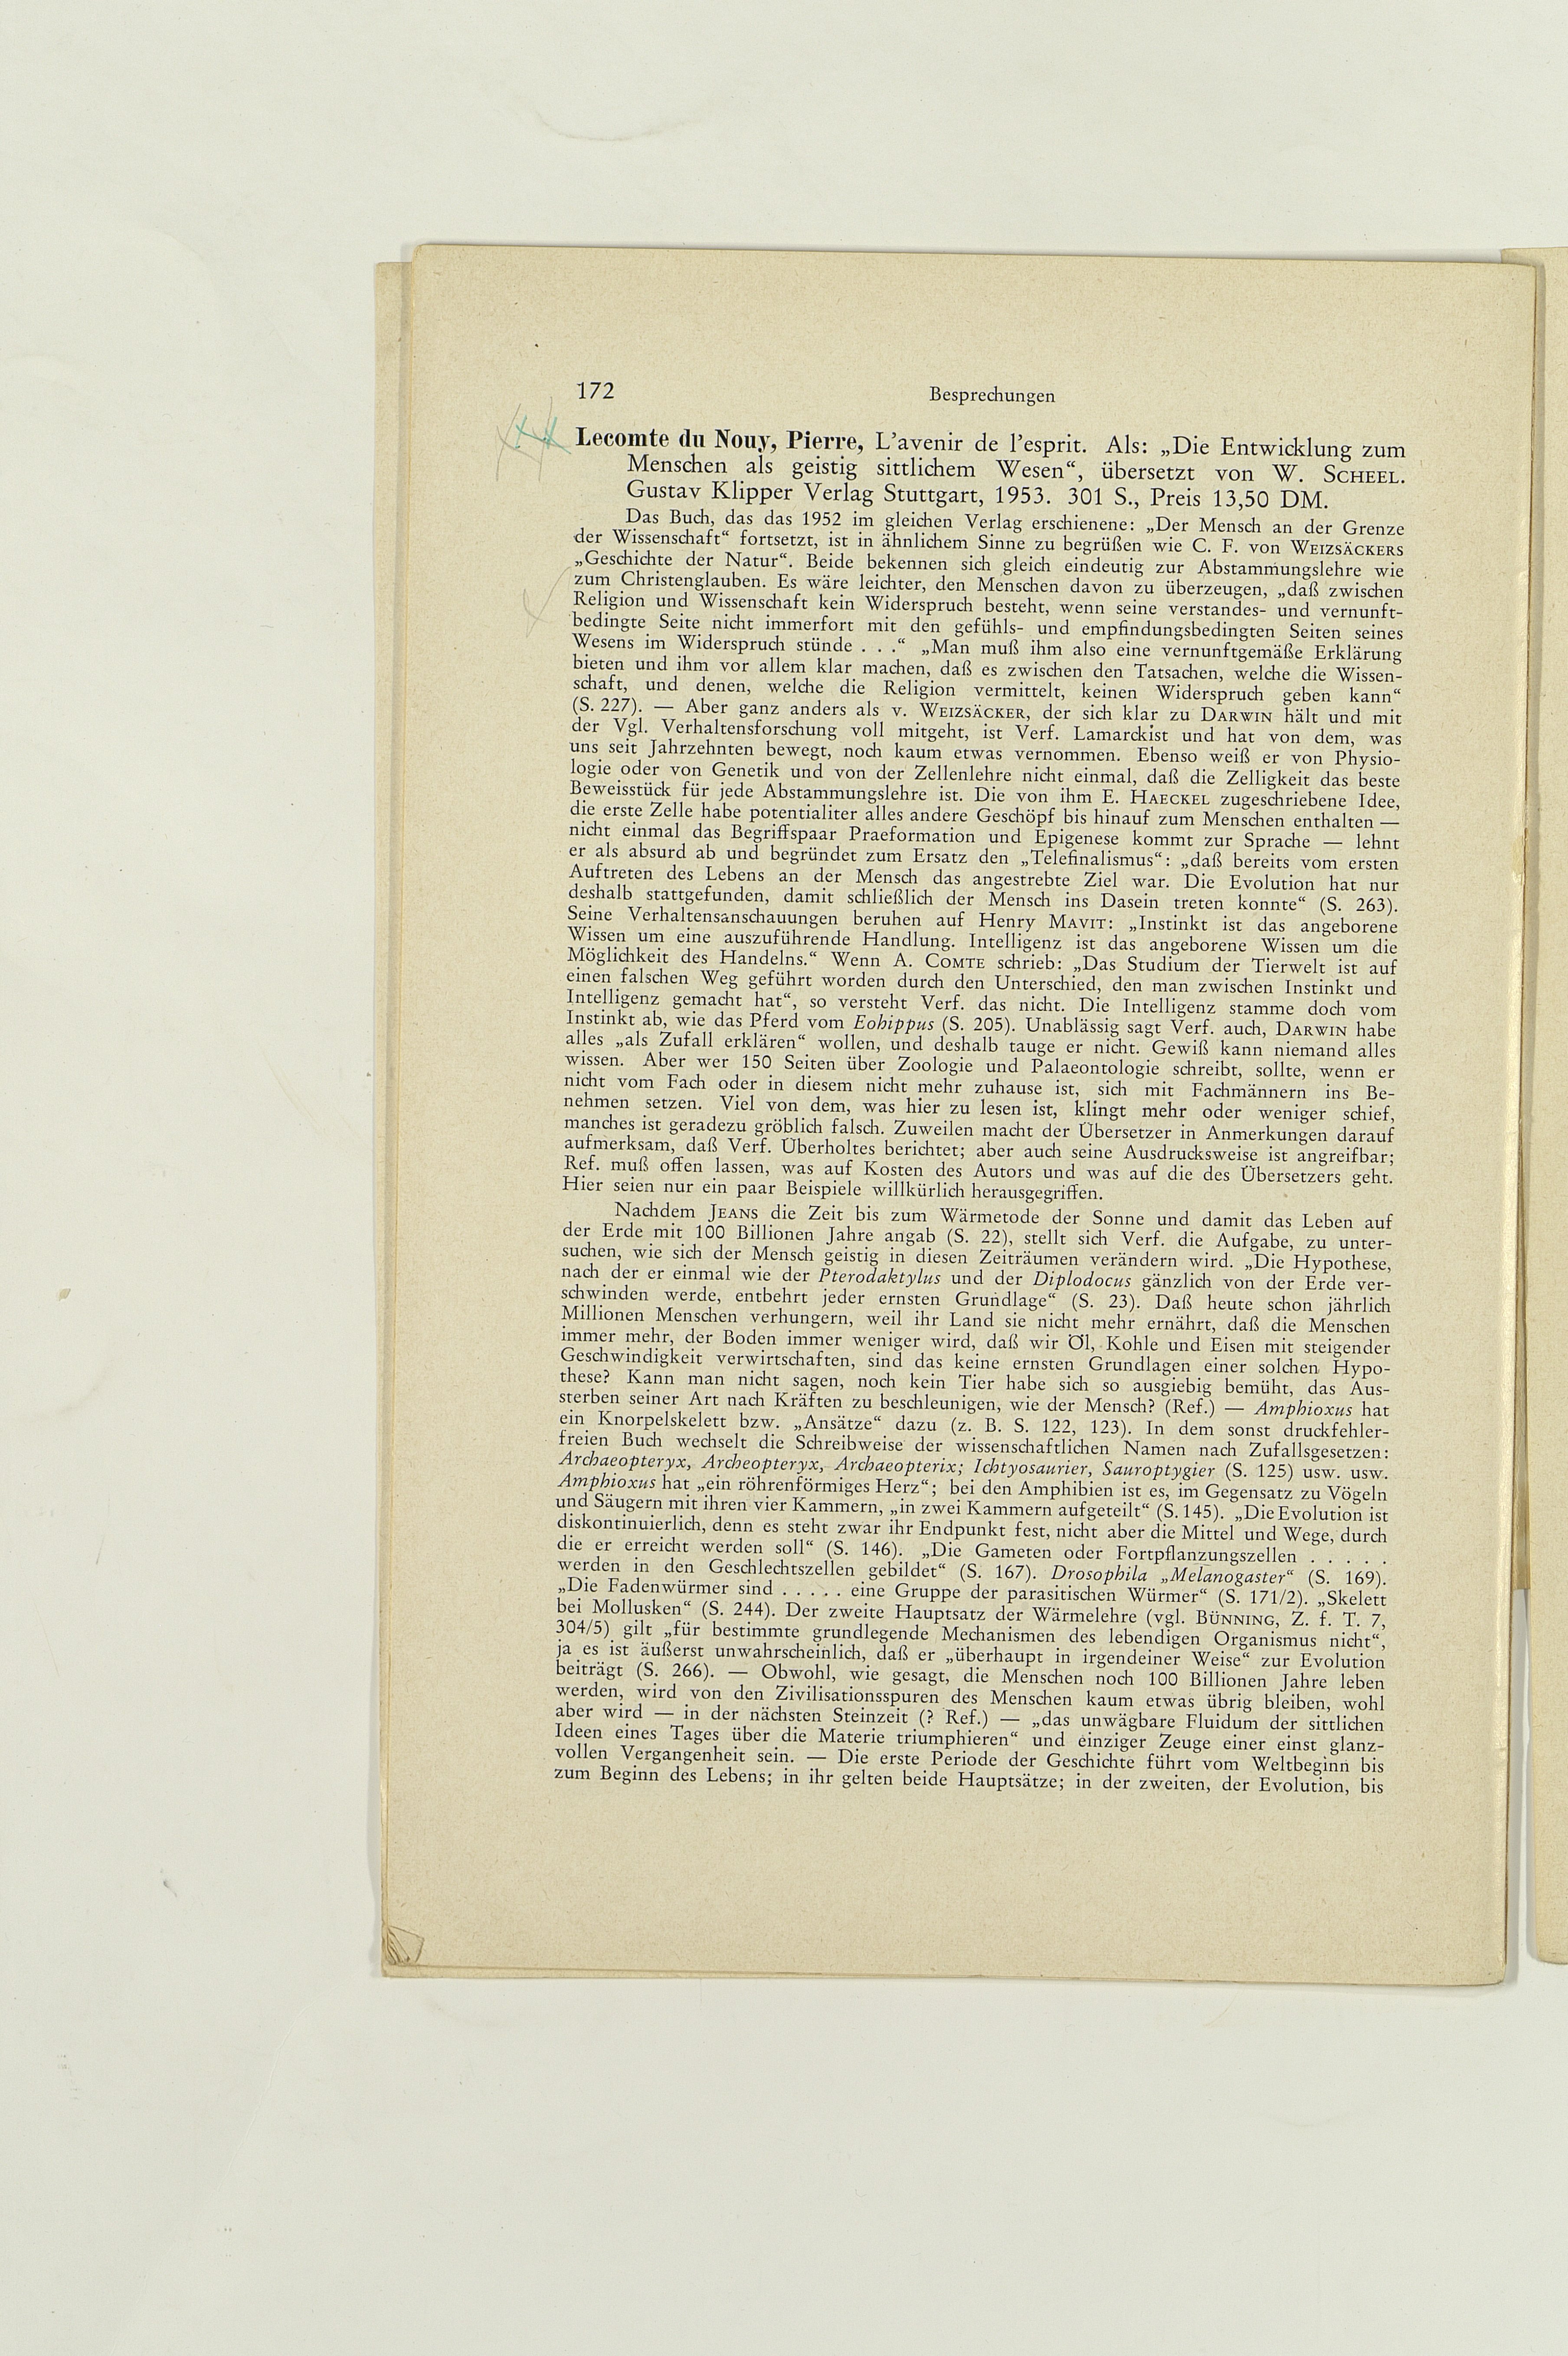 172 Besprechungen
Lecomte du Nouy, Pierre, L'avenir de l'esprit. Als: „Die Entwicklung zum
Menschen als geistig sittlichem Wesen“, übersetzt von W. SCHEEL.
Gustav Klipper Verlag Stuttgart, 1953. 301 S., Preis 13,50 DM.
Das Buch, das das 1952 im gleichen Verlag erschienene: „Der Mensch an der Grenze
der Wissenschaft“ fortsetzt, ist in ähnlichem Sinne zu begrüßen wie C. F. von WEIZSÄCKERS
„Geschichte der Natur“. Beide bekennen sich gleich eindeutig zur Abstammungslehre wie
zum Christenglauben. Es wäre leichter, den Menschen davon zu überzeugen, „daß zwischen
Religion und Wissenschaft kein Widerspruch besteht, wenn seine verstandes- und vernunft-
bedingte Seite nicht immerfort mit den gefühls- und empfindungsbedingten Seiten seines
Wesens im Widerspruch stünde . . .“ „Man muß ihm also eine vernunftgemäße Erklärung
bieten und ihm vor allem klar machen, daß es zwischen den Tatsachen, welche die Wissen-
schaft, und denen, welche die Religion vermittelt, keinen Widerspruch geben kann“
(S. 227). — Aber ganz anders als v. WEIZSÄCKER, der sich klar zu DARWIN hält und mit
der Vgl. Verhaltensforschung voll mitgeht, ist Verf. Lamarckist und hat von dem, was
uns seit Jahrzehnten bewegt, noch kaum etwas vernommen. Ebenso weiß er von Physio-
logie oder von Genetik und von der Zellenlehre nicht einmal, daß die Zelligkeit das beste
Beweisstück für jede Abstammungslehre ist. Die von ihm E. HAECKEL zugeschriebene Idee,
die erste Zelle habe potentialiter alles andere Geschöpf bis hinauf zum Menschen enthalten —
nicht einmal das Begriffspaar Praeformation und Epigenese kommt zur Sprache — lehnt
er als absurd ab und begründet zum Ersatz den „Telefinalismus“: „daß bereits vom ersten
Auftreten des Lebens an der Mensch das angestrebte Ziel war. Die Evolution hat nur
deshalb stattgefunden, damit schließlich der Mensch ins Dasein treten konnte“ (S. 263).
Seine Verhaltensanschauungen beruhen auf Henry MAVIT: „Instinkt ist das angeborene
Wissen um eine auszuführende Handlung. Intelligenz ist das angeborene Wissen um die
Möglichkeit des Handelns.“ Wenn A. COMTE schrieb: „Das Studium der Tierwelt ist auf
einen falschen Weg geführt worden durch den Unterschied, den man zwischen Instinkt und
Intelligenz gemacht hat“, so versteht Verf. das nicht. Die Intelligenz stamme doch vom
Instinkt ab, wie das Pferd vom Eohippus (S. 205). Unablässig sagt Verf. auch, DARWIN habe
alles „als Zufall erklären“ wollen, und deshalb tauge er nicht. Gewiß kann niemand alles
wissen. Aber wer 150 Seiten über Zoologie und Palaeontologie schreibt, sollte, wenn er
nicht vom Fach oder in diesem nicht mehr zuhause ist, sich mit Fachmännern ins Be-
nehmen setzen. Viel von dem, was hier zu lesen ist, klingt mehr oder weniger schief,
manches ist geradezu gröblich falsch. Zuweilen macht der Übersetzer in Anmerkungen darauf
aufmerksam, daß Verf. Überholtes berichtet; aber auch seine Ausdrucksweise ist angreifbar;
Ref. muß offen lassen, was auf Kosten des Autors und was auf die des Übersetzers geht.
Hier seien nur ein paar Beispiele willkürlich herausgegriffen.
Nachdem JEANS die Zeit bis zum Wärmetode der Sonne und damit das Leben auf
der Erde mit 100 Billionen Jahre angab (S. 22), stellt sich Verf. die Aufgabe, zu unter-
suchen, wie sich der Mensch geistig in diesen Zeiträumen verändern wird. „Die Hypothese,
nach der er einmal wie der Pterodaktylus und der Diplodocus gänzlich von der Erde ver-
schwinden werde, entbehrt jeder ernsten Grundlage“ (S. 23). Daß heute schon jährlich
Millionen Menschen verhungern, weil ihr Land sie nicht mehr ernährt, daß die Menschen
immer mehr, der Boden immer weniger wird, daß wir Öl, Kohle und Eisen mit steigender
Geschwindigkeit verwirtschaften, sind das keine ernsten Grundlagen einer solchen Hypo-
these? Kann man nicht sagen, noch kein Tier habe sich so ausgiebig bemüht, das Aus-
sterben seiner Art nach Kräften zu beschleunigen, wie der Mensch? (Ref.) — Amphioxus hat
ein Knorpelskelett bzw. „Ansätze“ dazu (z. B. S. 122, 123). In dem sonst druckfehler-
freien Buch wechselt die Schreibweise der wissenschaftlichen Namen nach Zufallsgesetzen:
Archaeopteryx, Archeopteryx, Archaeopterix; Ichtyosaurier, Sauroptygier (S. 125) usw. usw.
Amphioxus hat „ein röhrenförmiges Herz“; bei den Amphibien ist es, im Gegensatz zu Vögeln
und Säugern mit ihren vier Kammern, „in zwei Kammern aufgeteilt“ (S. 145). „Die Evolution ist
diskontinuierlich, denn es steht zwar ihr Endpunkt fest, nicht aber die Mittel und Wege, durch
die er erreicht werden soll“ (S. 146). „Die Gameten oder Fortpflanzungszellen . . . . .
werden in den Geschlechtszellen gebildet“ (S. 167). Drosophila „Melanogaster“ (S. 169).
„Die Fadenwürmer sind . . . . . eine Gruppe der parasitischen Würmer“ (S. 171/2). „Skelett
bei Mollusken“ (S. 244). Der zweite Hauptsatz der Wärmelehre (vgl. BÜNNING, Z. f. T. 7,
304/5) gilt „für bestimmte grundlegende Mechanismen des lebendigen Organismus nicht“,
ja es ist äußerst unwahrscheinlich, daß er „überhaupt in irgendeiner Weise“ zur Evolution
beiträgt (S. 266). — Obwohl, wie gesagt, die Menschen noch 100 Billionen Jahre leben
werden, wird von den Zivilisationsspuren des Menschen kaum etwas übrig bleiben, wohl
aber wird — in der nächsten Steinzeit (? Ref.) — „das unwägbare Fluidum der sittlichen
Ideen eines Tages über die Materie triumphieren“ und einziger Zeuge einer einst glanz-
vollen Vergangenheit sein. — Die erste Periode der Geschichte führt vom Weltbeginn bis
zum Beginn des Lebens; in ihr gelten beide Hauptsätze; in der zweiten, der Evolution, bis